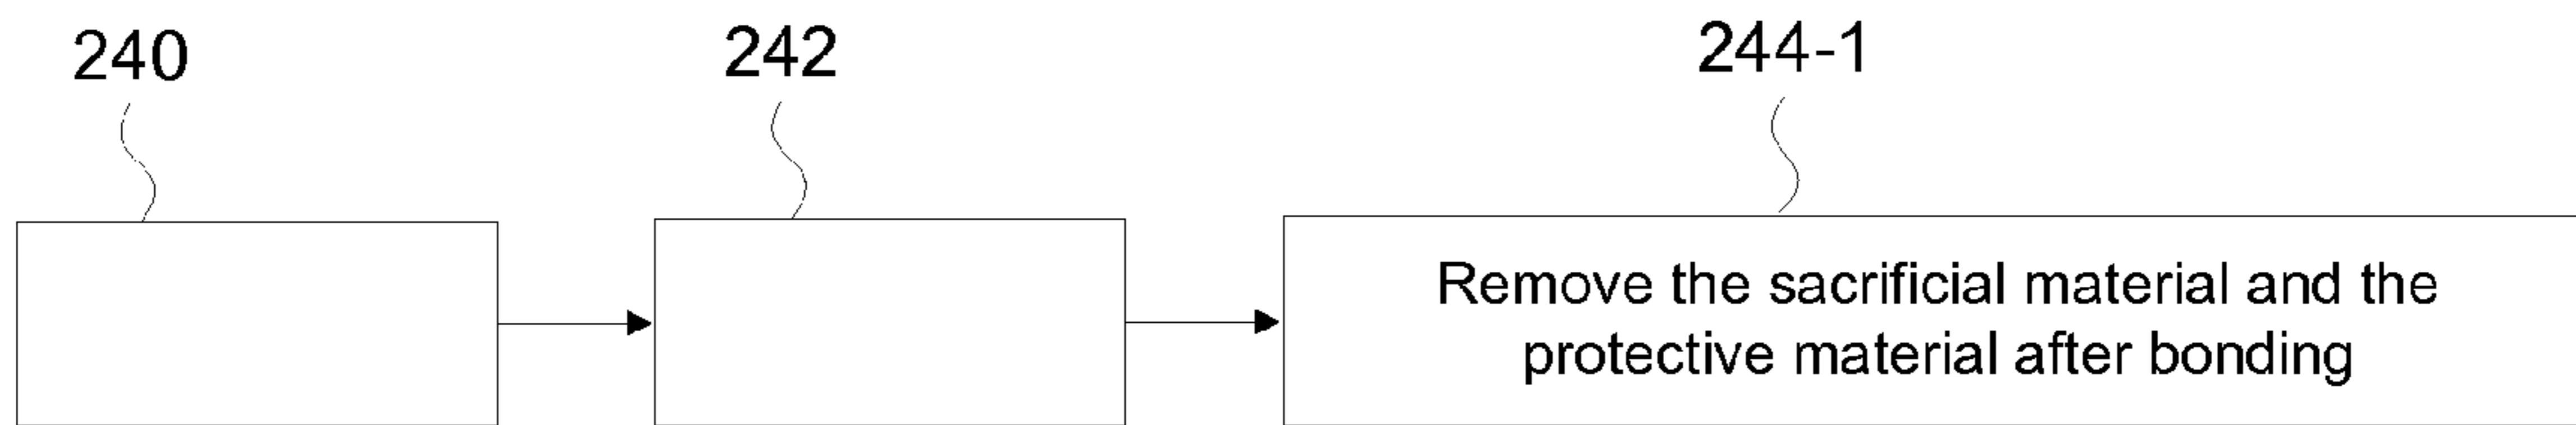 240
242
244-1
Remove the sacrificial material and the
protective material after bonding